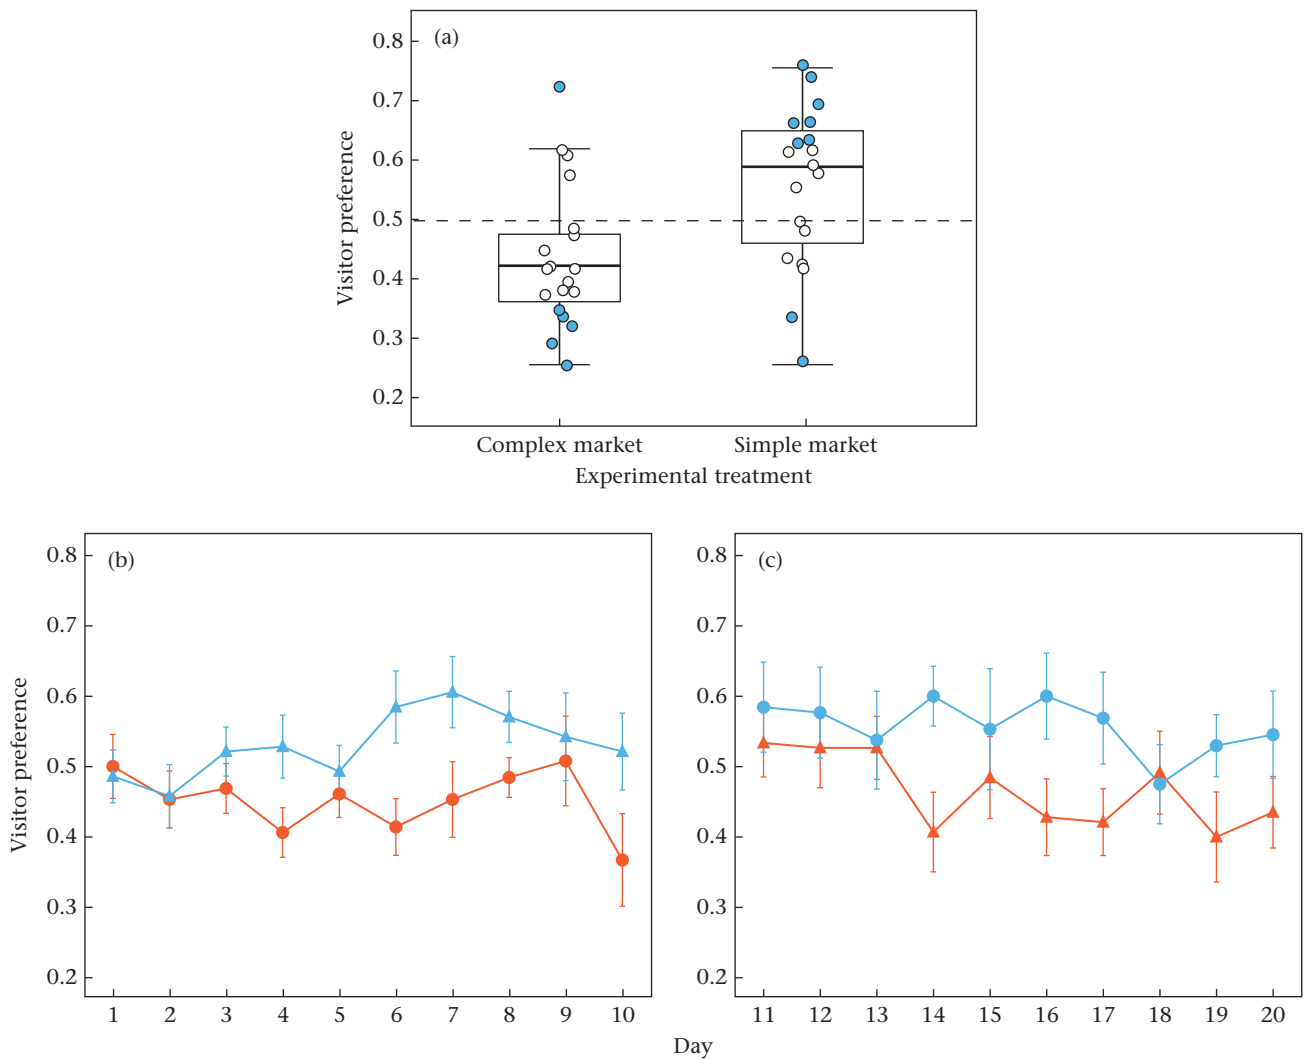 (a)
0.8
0.7
0.6
0.5
0.4
0.3
0.2
Visitor preference
Complex market
Simple market
Experimental treatment
(b)
0.8
0.7
0.6
0.5
0.4
0.3
0.2
Visitor preference
1 2 3 4 5 6 7 8 9 10
(c)
0.8
0.7
0.6
0.5
0.4
0.3
0.2
11 12 13 14 15 16 17 18 19 20
Day